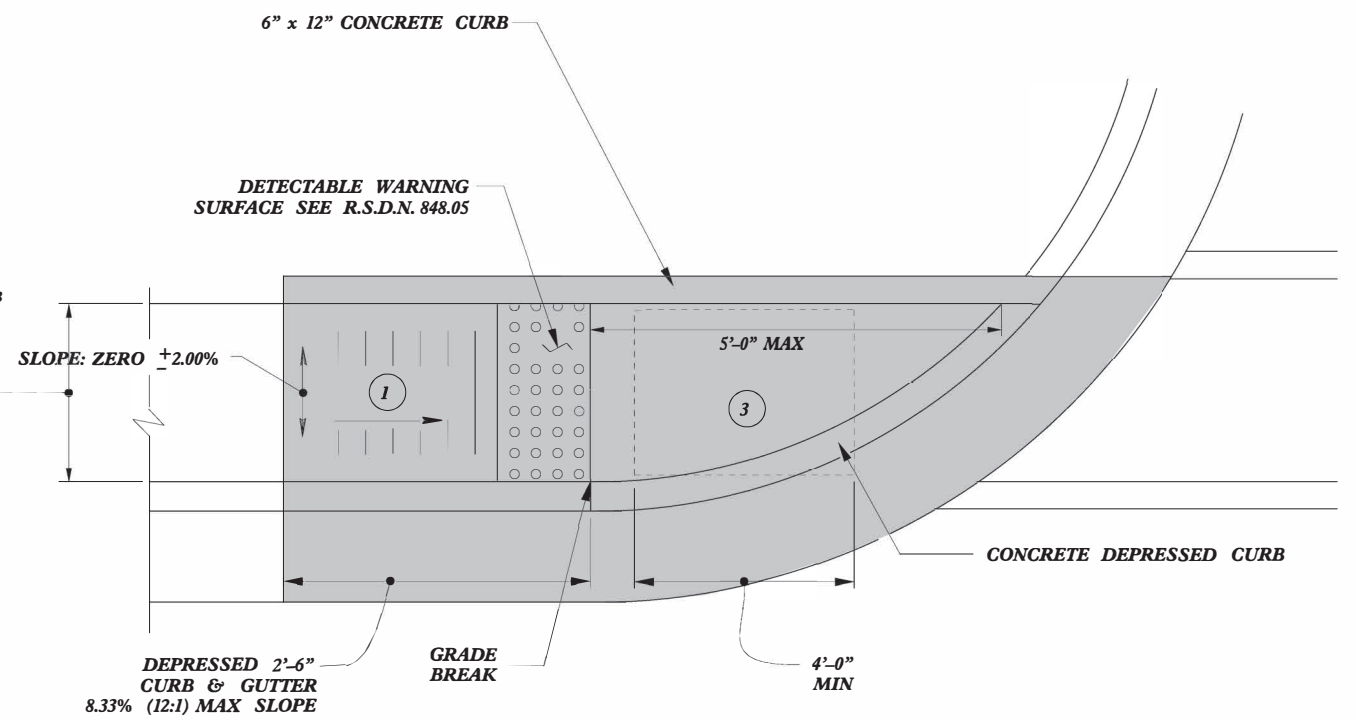 6” x 12” CONCRETE CURB
DETECTABLE WARNING
SURFACE SEE R.S.D.N. 848.05
SLOPE: ZERO ±2.00%
5’-0” MAX
1
3
CONCRETE DEPRESSED CURB
DEPRESSED 2’-6”
CURB & GUTTER
8.33% (12:1) MAX SLOPE
GRADE
BREAK
4’-0”
MIN